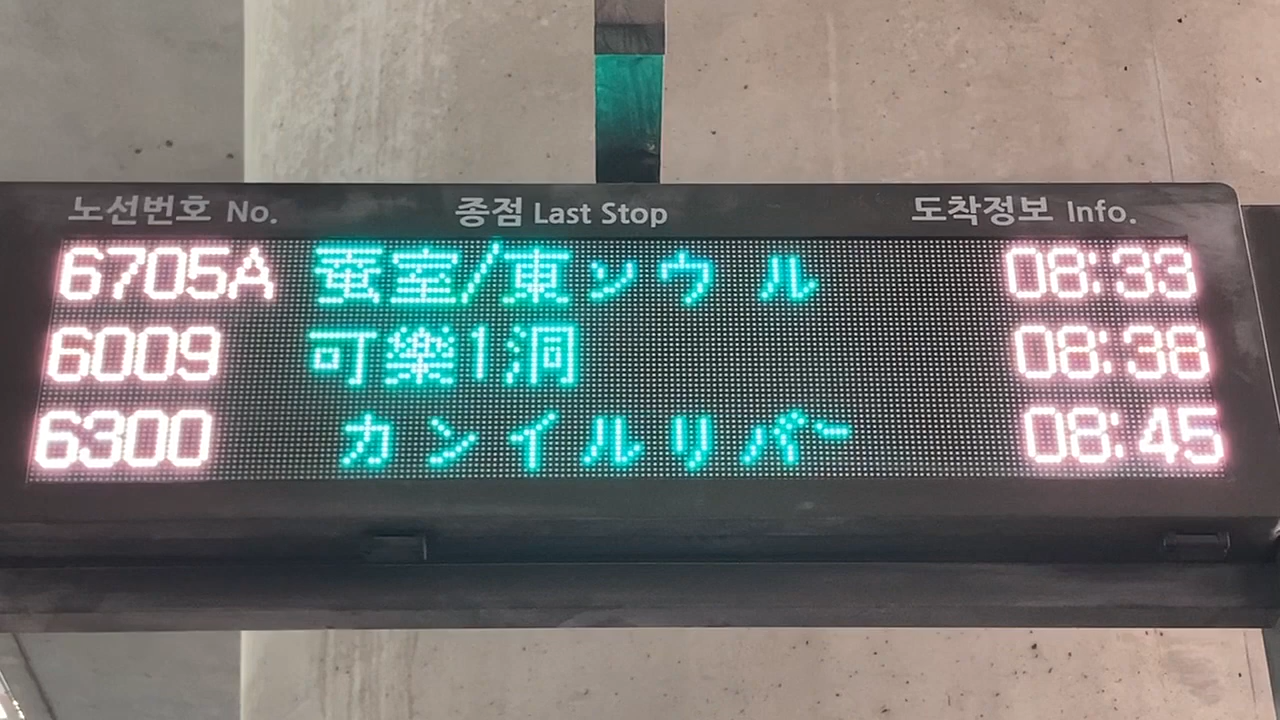 노선번호 No. 종점 Last Stop 도착정보 Info.
6705A 蚕室/東ソウル 08:33
6009 可樂1洞 08:38
6300 カンイルリバー 08:45